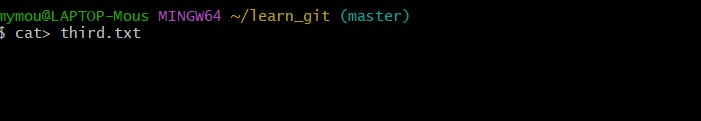 mymou@LAPTOP-Mous MINGW64 ~/learn_git (master)
$ cat> third.txt